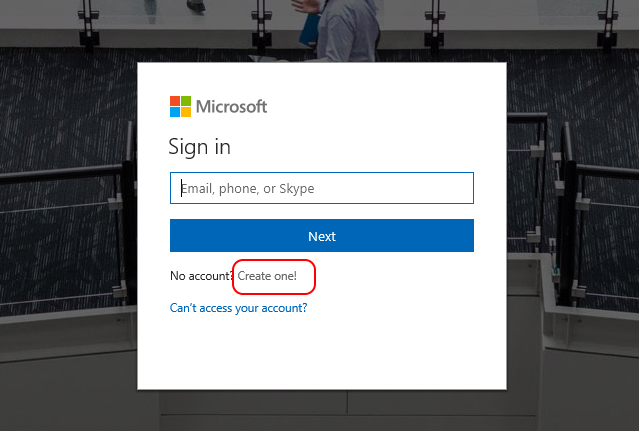 Microsoft
Sign in
Email, phone, or Skype
Next
No account? Create one!
Can't access your account?